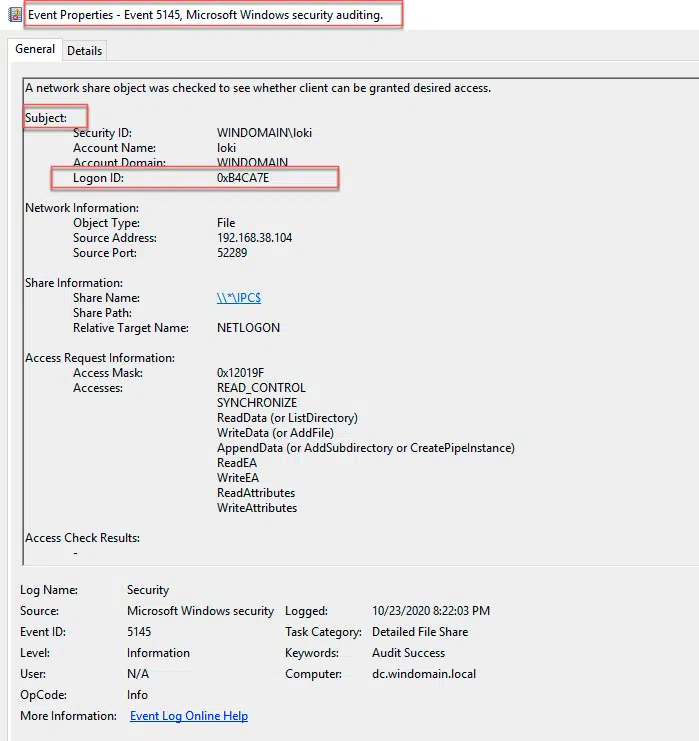 Event Properties - Event 5145, Microsoft Windows security auditing.
General Details
A network share object was checked to see whether client can be granted desired access.
Subject:
Security ID: WINDOMAIN\loki
Account Name: loki
Account Domain: WINDOMAIN
Logon ID: 0xB4CA7E
Network Information:
Object Type: File
Source Address: 192.168.38.104
Source Port: 52289
Share Information:
Share Name: \\*\IPC$
Share Path:
Relative Target Name: NETLOGON
Access Request Information:
Access Mask: 0x12019F
Accesses: READ_CONTROL
SYNCHRONIZE
ReadData (or ListDirectory)
WriteData (or AddFile)
AppendData (or AddSubdirectory or CreatePipeInstance)
ReadEA
WriteEA
ReadAttributes
WriteAttributes
Access Check Results:
-
Log Name: Security
Source: Microsoft Windows security Logged: 10/23/2020 8:22:03 PM
Event ID: 5145 Task Category: Detailed File Share
Level: Information Keywords: Audit Success
User: N/A Computer: dc.windomain.local
OpCode: Info
More Information: Event Log Online Help